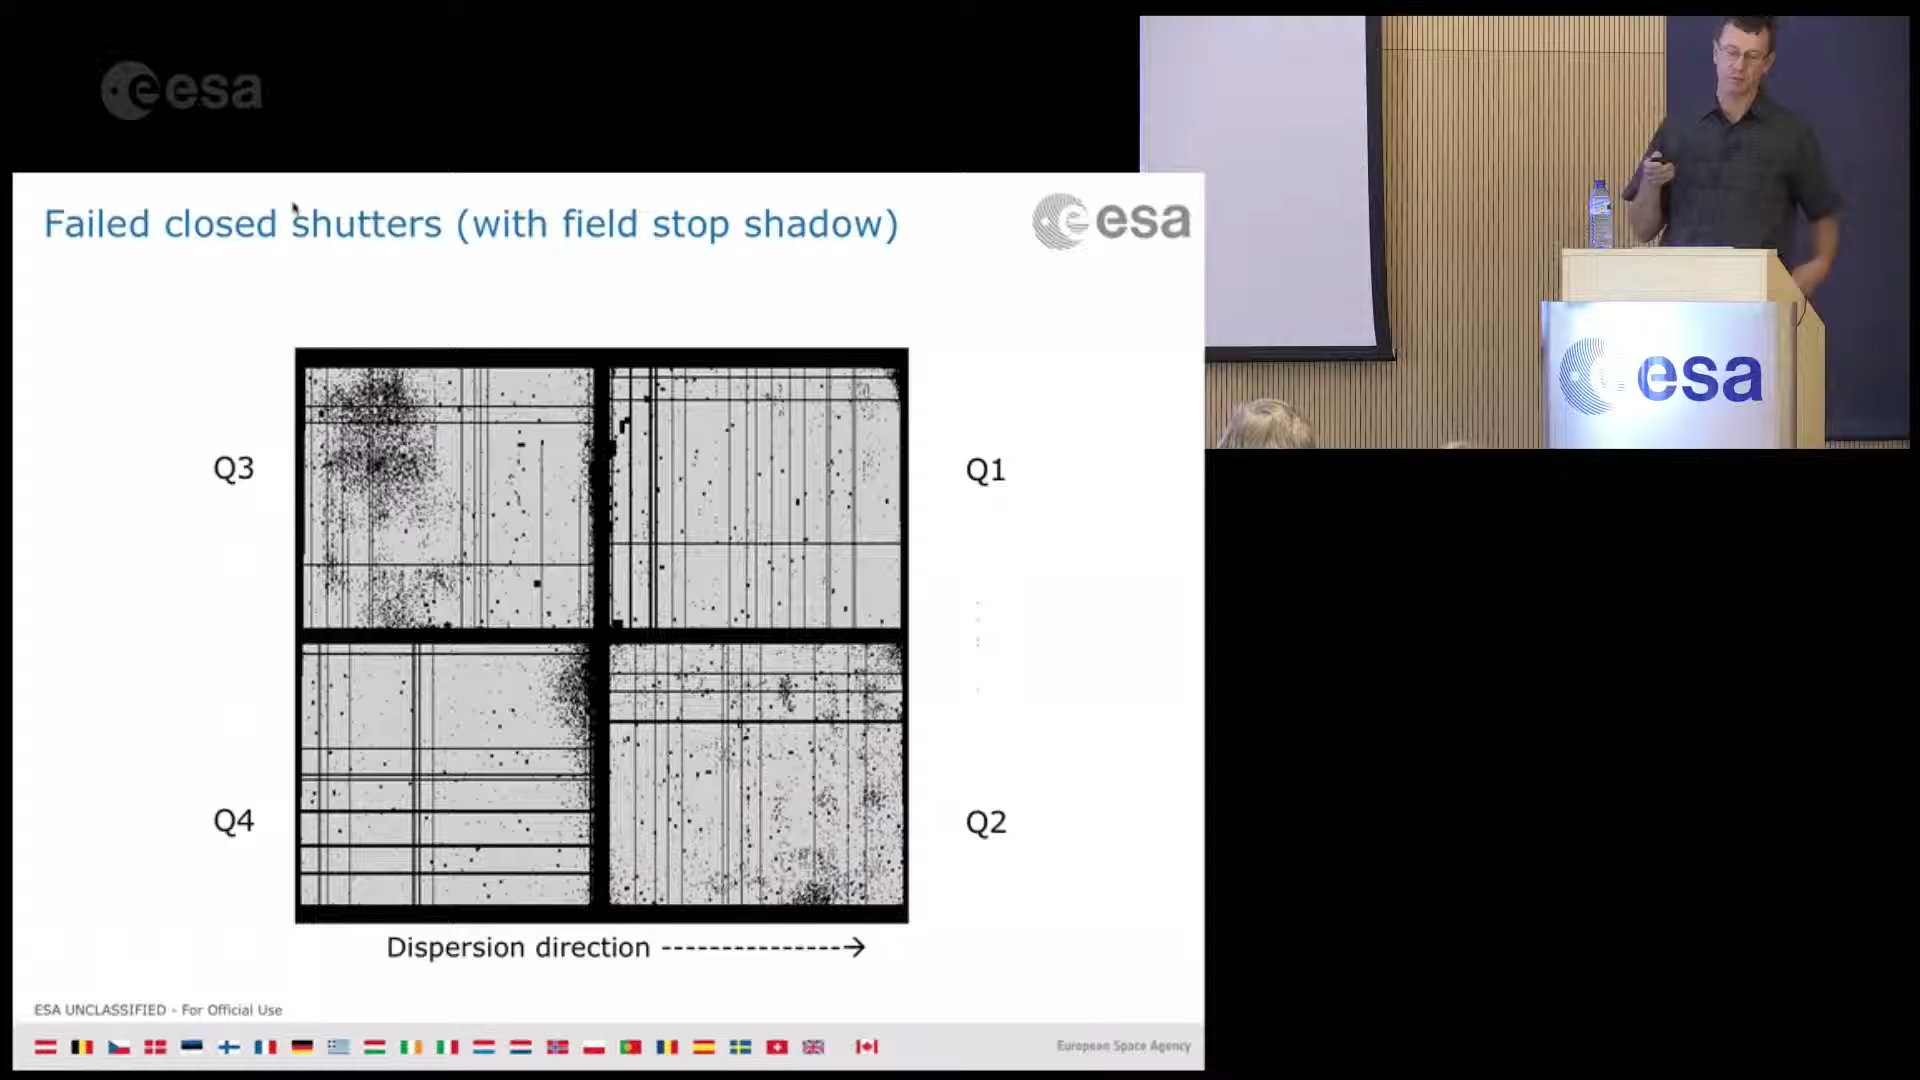 esa
Failed closed shutters (with field stop shadow)
esa
Q3
Q1
Q4
Q2
Dispersion direction --------------->
ESA UNCLASSIFIED - For Official Use
European Space Agency
esa